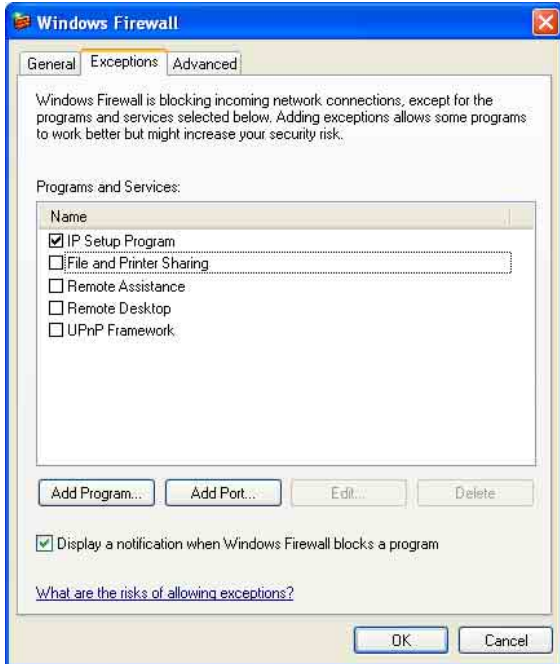 Windows Firewall
General Exceptions Advanced
Windows Firewall is blocking incoming network connections, except for the
programs and services selected below. Adding exceptions allows some programs
to work better but might increase your security risk.
Programs and Services:
Name
IP Setup Program
File and Printer Sharing
Remote Assistance
Remote Desktop
UPnP Framework
Add Program... Add Port... Edit... Delete
Display a notification when Windows Firewall blocks a program
What are the risks of allowing exceptions?
OK Cancel